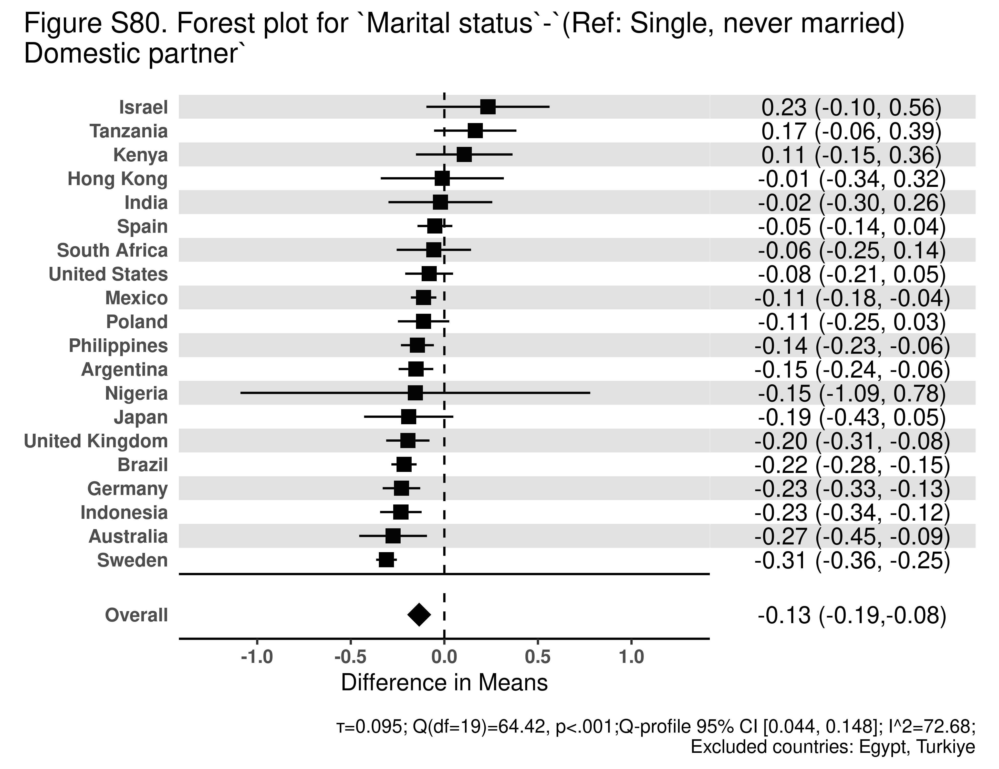 Figure S80. Forest plot for `Marital status`-`(Ref: Single, never married)
Domestic partner`
Israel 0.23 (-0.10, 0.56)
Tanzania 0.17 (-0.06, 0.39)
Kenya 0.11 (-0.15, 0.36)
Hong Kong -0.01 (-0.34, 0.32)
India -0.02 (-0.30, 0.26)
Spain -0.05 (-0.14, 0.04)
South Africa -0.06 (-0.25, 0.14)
United States -0.08 (-0.21, 0.05)
Mexico -0.11 (-0.18, -0.04)
Poland -0.11 (-0.25, 0.03)
Philippines -0.14 (-0.23, -0.06)
Argentina -0.15 (-0.24, -0.06)
Nigeria -0.15 (-1.09, 0.78)
Japan -0.19 (-0.43, 0.05)
United Kingdom -0.20 (-0.31, -0.08)
Brazil -0.22 (-0.28, -0.15)
Germany -0.23 (-0.33, -0.13)
Indonesia -0.23 (-0.34, -0.12)
Australia -0.27 (-0.45, -0.09)
Sweden -0.31 (-0.36, -0.25)
Overall -0.13 (-0.19,-0.08)
-1.0 -0.5 0.0 0.5 1.0
Difference in Means
τ=0.095; Q(df=19)=64.42, p<.001;Q-profile 95% CI [0.044, 0.148]; I^2=72.68;
Excluded countries: Egypt, Turkiye